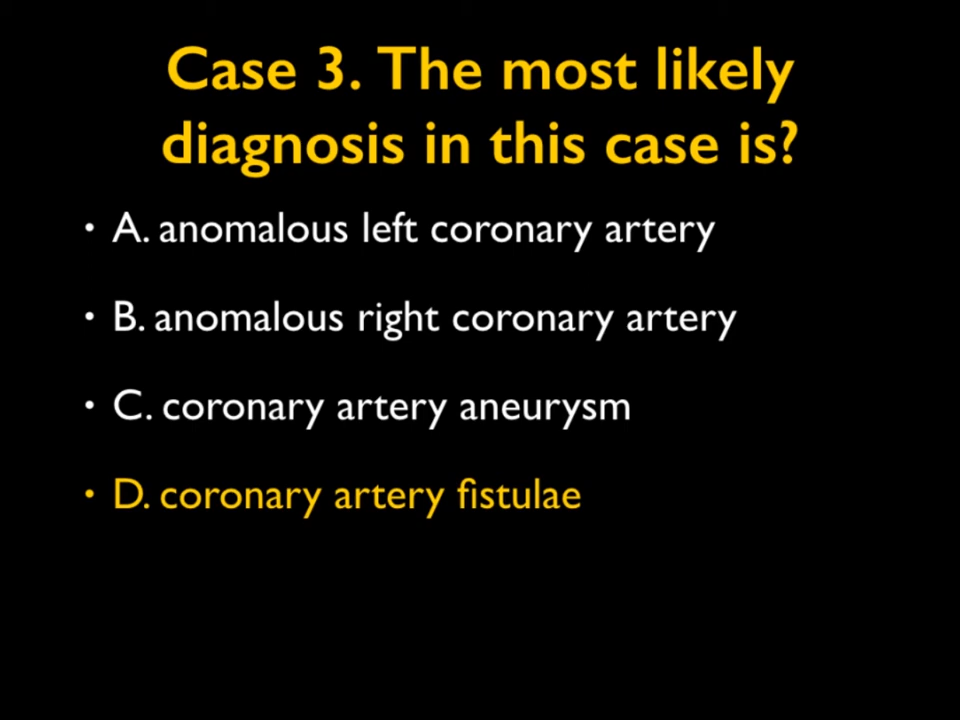 Case 3. The most likely
diagnosis in this case is?
• A. anomalous left coronary artery
• B. anomalous right coronary artery
• C. coronary artery aneurysm
• D. coronary artery fistulae